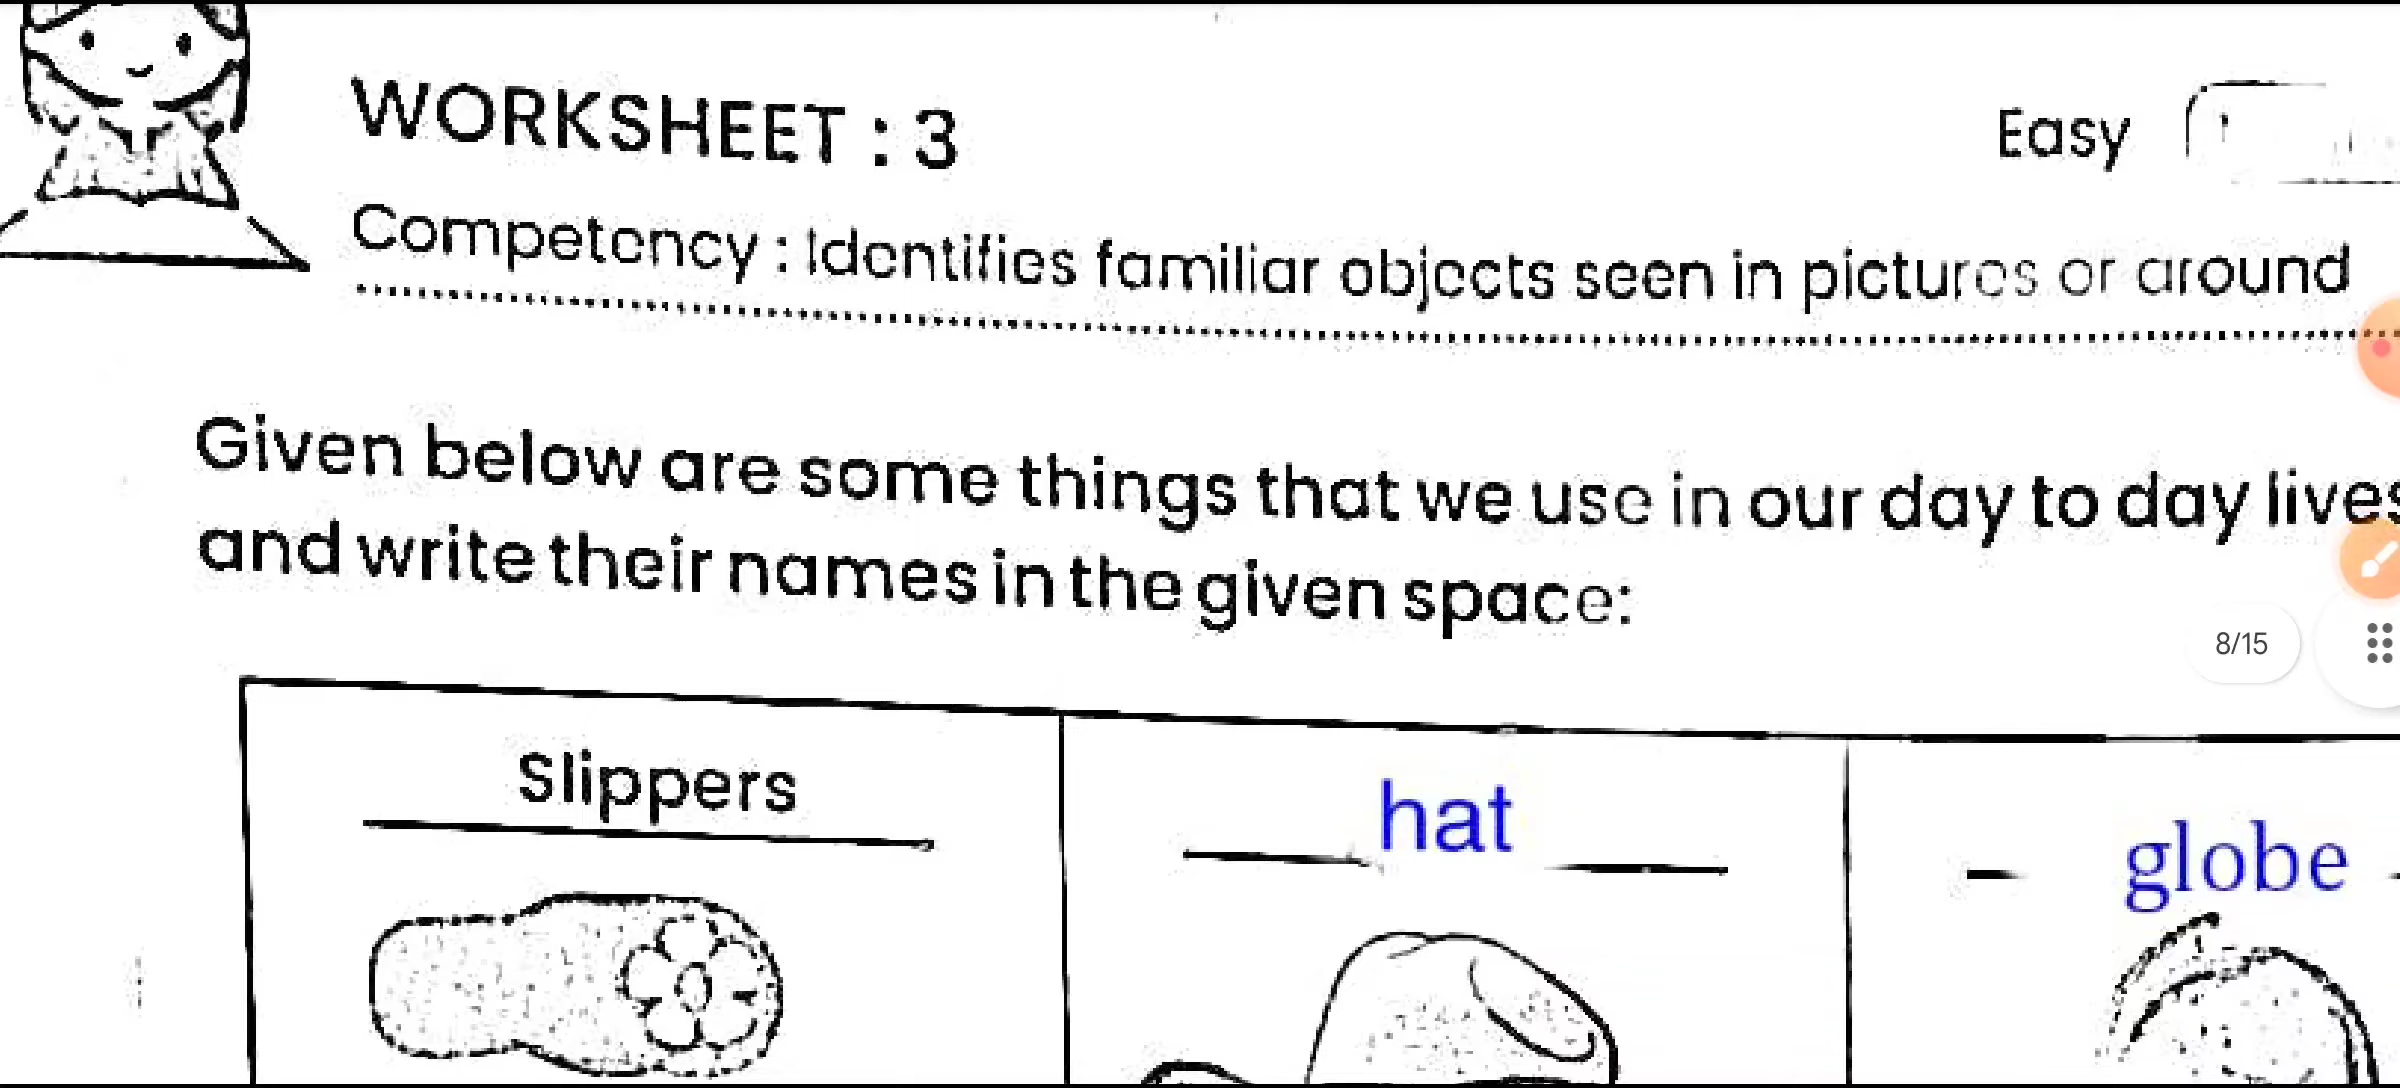 WORKSHEET : 3
Easy
Competency : Identifies familiar objects seen in pictures or around
Given below are some things that we use in our day to day lives
and write their names in the given space:
8/15
Slippers
hat
globe